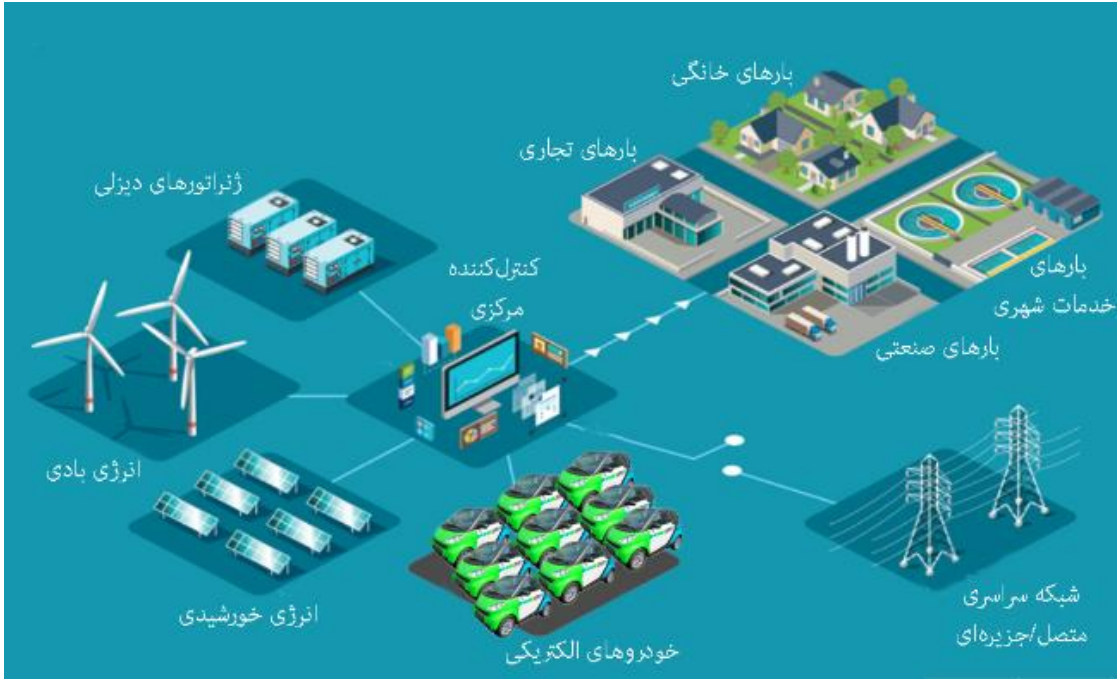 بارهای خانگی
بارهای تجاری
ژنراتورهای دیزلی
کنترل‌کننده
مرکزی
بارهای
خدمات شهری
بارهای صنعتی
انرژی بادی
انرژی خورشیدی
خودروهای الکتریکی
شبکه سراسری
متصل/جزیره‌ای